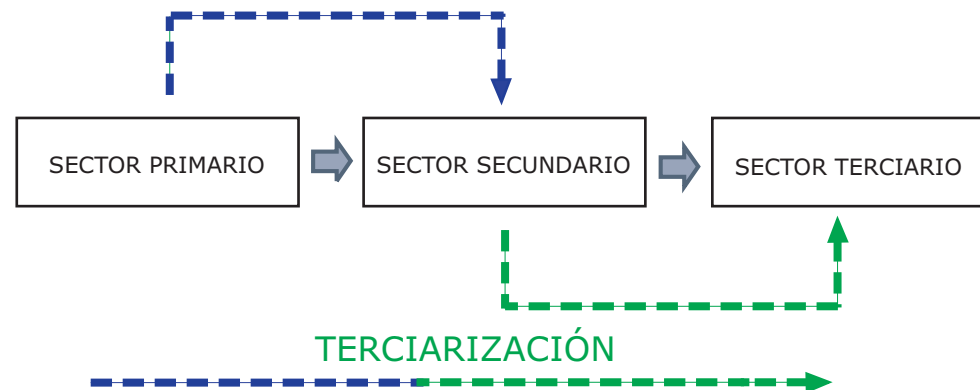 SECTOR PRIMARIO
SECTOR SECUNDARIO
SECTOR TERCIARIO
TERCIARIZACIÓN